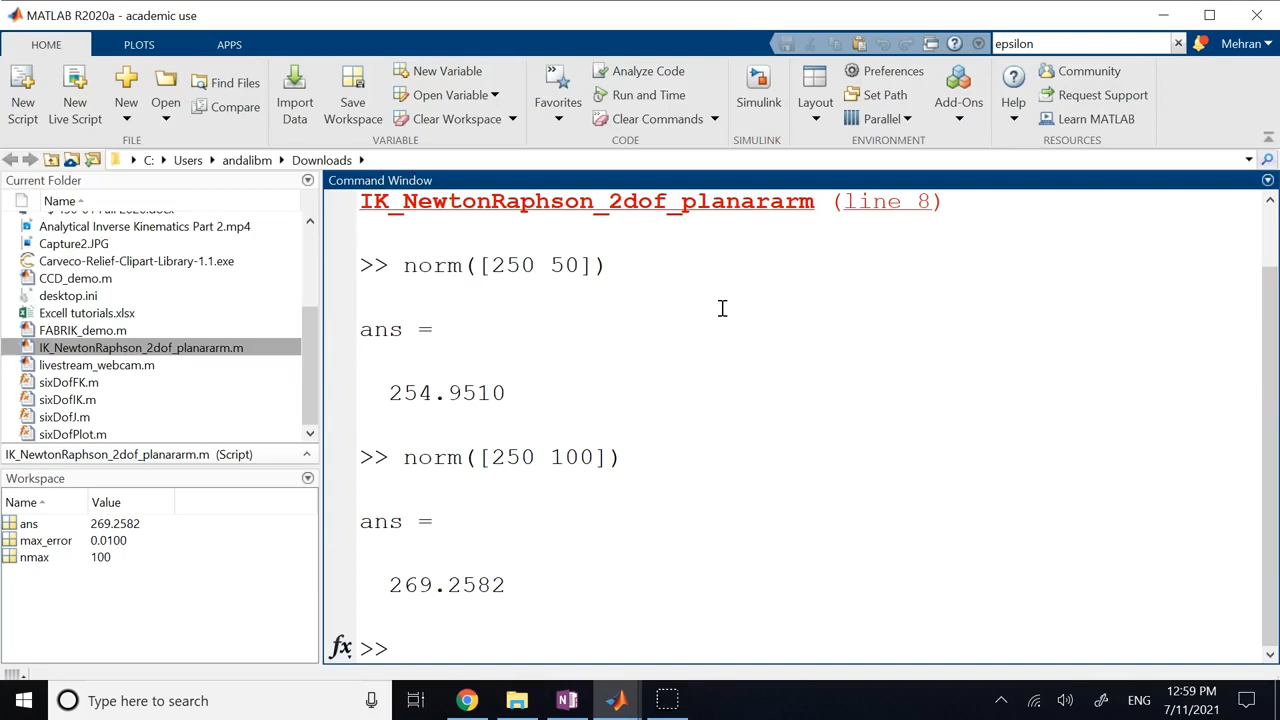 MATLAB R2020a - academic use
HOME
PLOTS
APPS
epsilon
Mehran
New Script
New Live Script
New
Open
Find Files
Compare
FILE
Import Data
Save Workspace
New Variable
Open Variable
Clear Workspace
VARIABLE
Favorites
Analyze Code
Run and Time
Clear Commands
CODE
Simulink
SIMULINK
Layout
Preferences
Set Path
Parallel
ENVIRONMENT
Add-Ons
Help
Community
Request Support
Learn MATLAB
RESOURCES
C: Users andalibm Downloads
Current Folder
Name
Analytical Inverse Kinematics Part 2.mp4
Capture2.JPG
Carveco-Relief-Clipart-Library-1.1.exe
CCD_demo.m
desktop.ini
Excell tutorials.xlsx
FABRIK_demo.m
IK_NewtonRaphson_2dof_planararm.m
livestream_webcam.m
sixDofFK.m
sixDofIK.m
sixDofJ.m
sixDofPlot.m
IK_NewtonRaphson_2dof_planararm.m (Script)
Workspace
Name Value
ans 269.2582
max_error 0.0100
nmax 100
Command Window
IK_NewtonRaphson_2dof_planararm (line 8)
>> norm([250 50])
ans =
254.9510
>> norm([250 100])
ans =
269.2582
fx >>
Type here to search
ENG
12:59 PM
7/11/2021